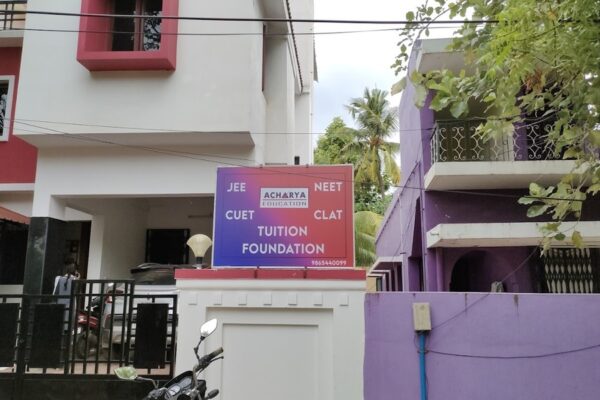 JEE NEET
ACHARYA
EDUCATION
CUET CLAT
TUITION
FOUNDATION
9865440099